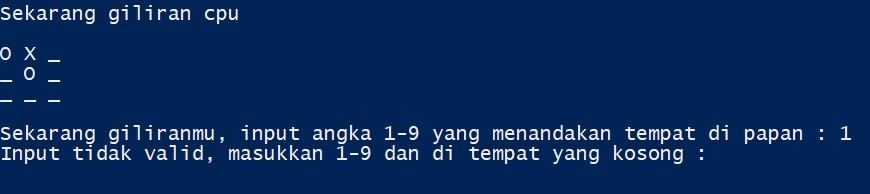 Sekarang giliran cpu
O X _
_ O _
_ _ _
Sekarang giliranmu, input angka 1-9 yang menandakan tempat di papan : 1
Input tidak valid, masukkan 1-9 dan di tempat yang kosong :